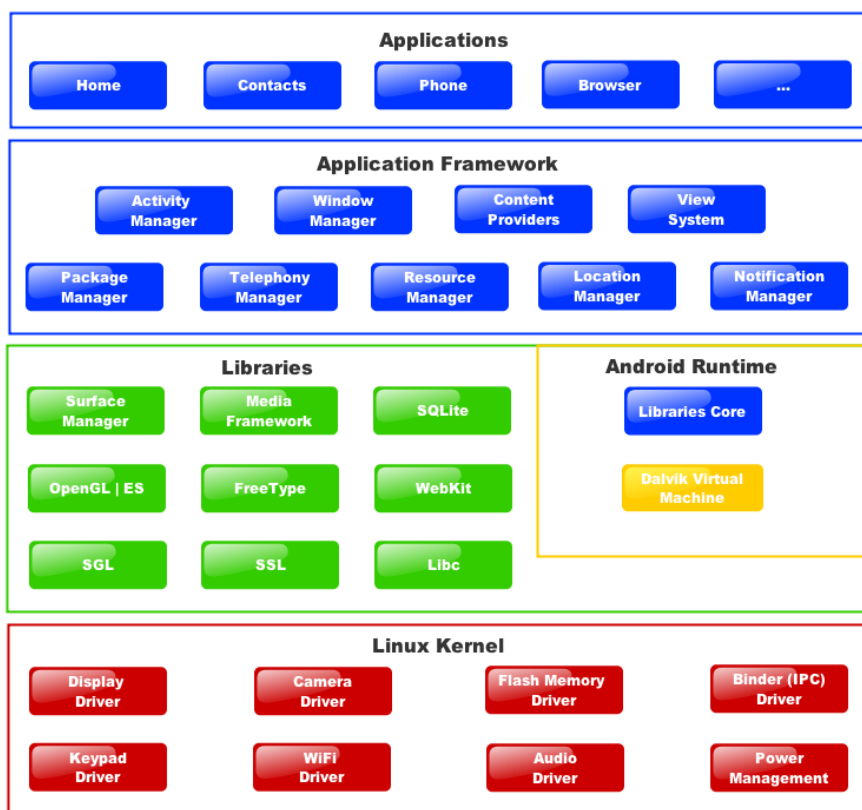 Applications
Home
Contacts
Phone
Browser
...
Application Framework
Activity
Manager
Window
Manager
Content
Providers
View
System
Package
Manager
Telephony
Manager
Resource
Manager
Location
Manager
Notification
Manager
Libraries
Surface
Manager
Media
Framework
SQLite
OpenGL | ES
FreeType
WebKit
SGL
SSL
Libc
Android Runtime
Libraries Core
Dalvik Virtual
Machine
Linux Kernel
Display
Driver
Camera
Driver
Flash Memory
Driver
Binder (IPC)
Driver
Keypad
Driver
WiFi
Driver
Audio
Driver
Power
Management